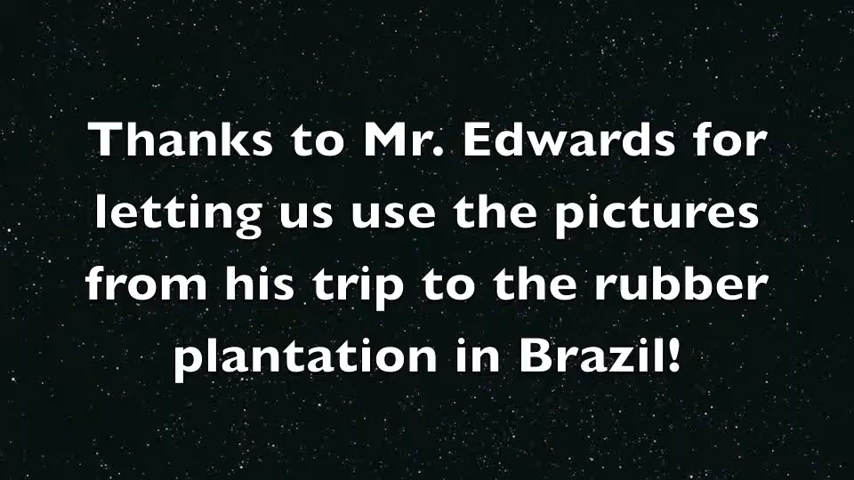 Thanks to Mr. Edwards for
letting us use the pictures
from his trip to the rubber
plantation in Brazil!